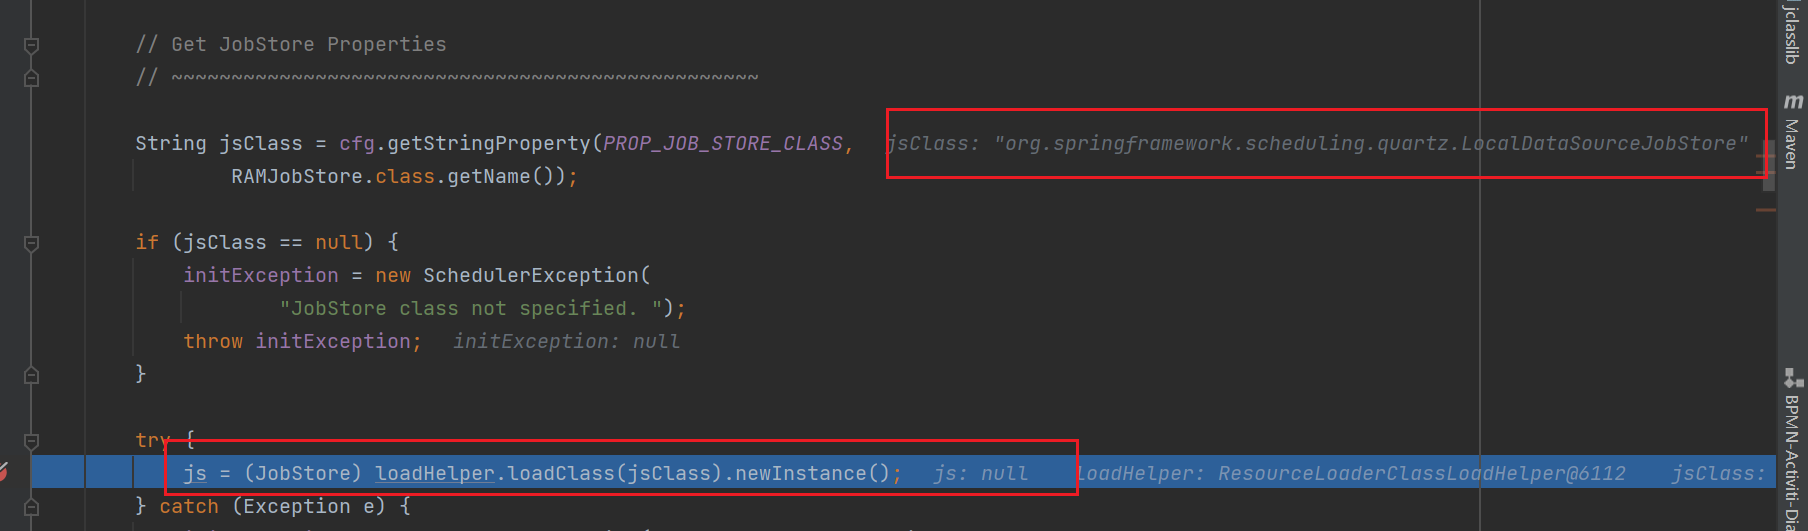 // Get JobStore Properties
// ~~~~~~~~~~~~~~~~~~~~~~~~~~~~~~~~~~~~~~~~~~~~~~~~~
String jsClass = cfg.getStringProperty(PROP_JOB_STORE_CLASS, jsClass: "org.springframework.scheduling.quartz.LocalDataSourceJobStore"
RAMJobStore.class.getName());
if (jsClass == null) {
initException = new SchedulerException(
"JobStore class not specified. ");
throw initException; initException: null
}
try {
js = (JobStore) loadHelper.loadClass(jsClass).newInstance(); js: null loadHelper: ResourceLoaderClassLoadHelper@6112 jsClass:
} catch (Exception e) {
jclasslib
m Maven
BPMN-Activiti-Dia